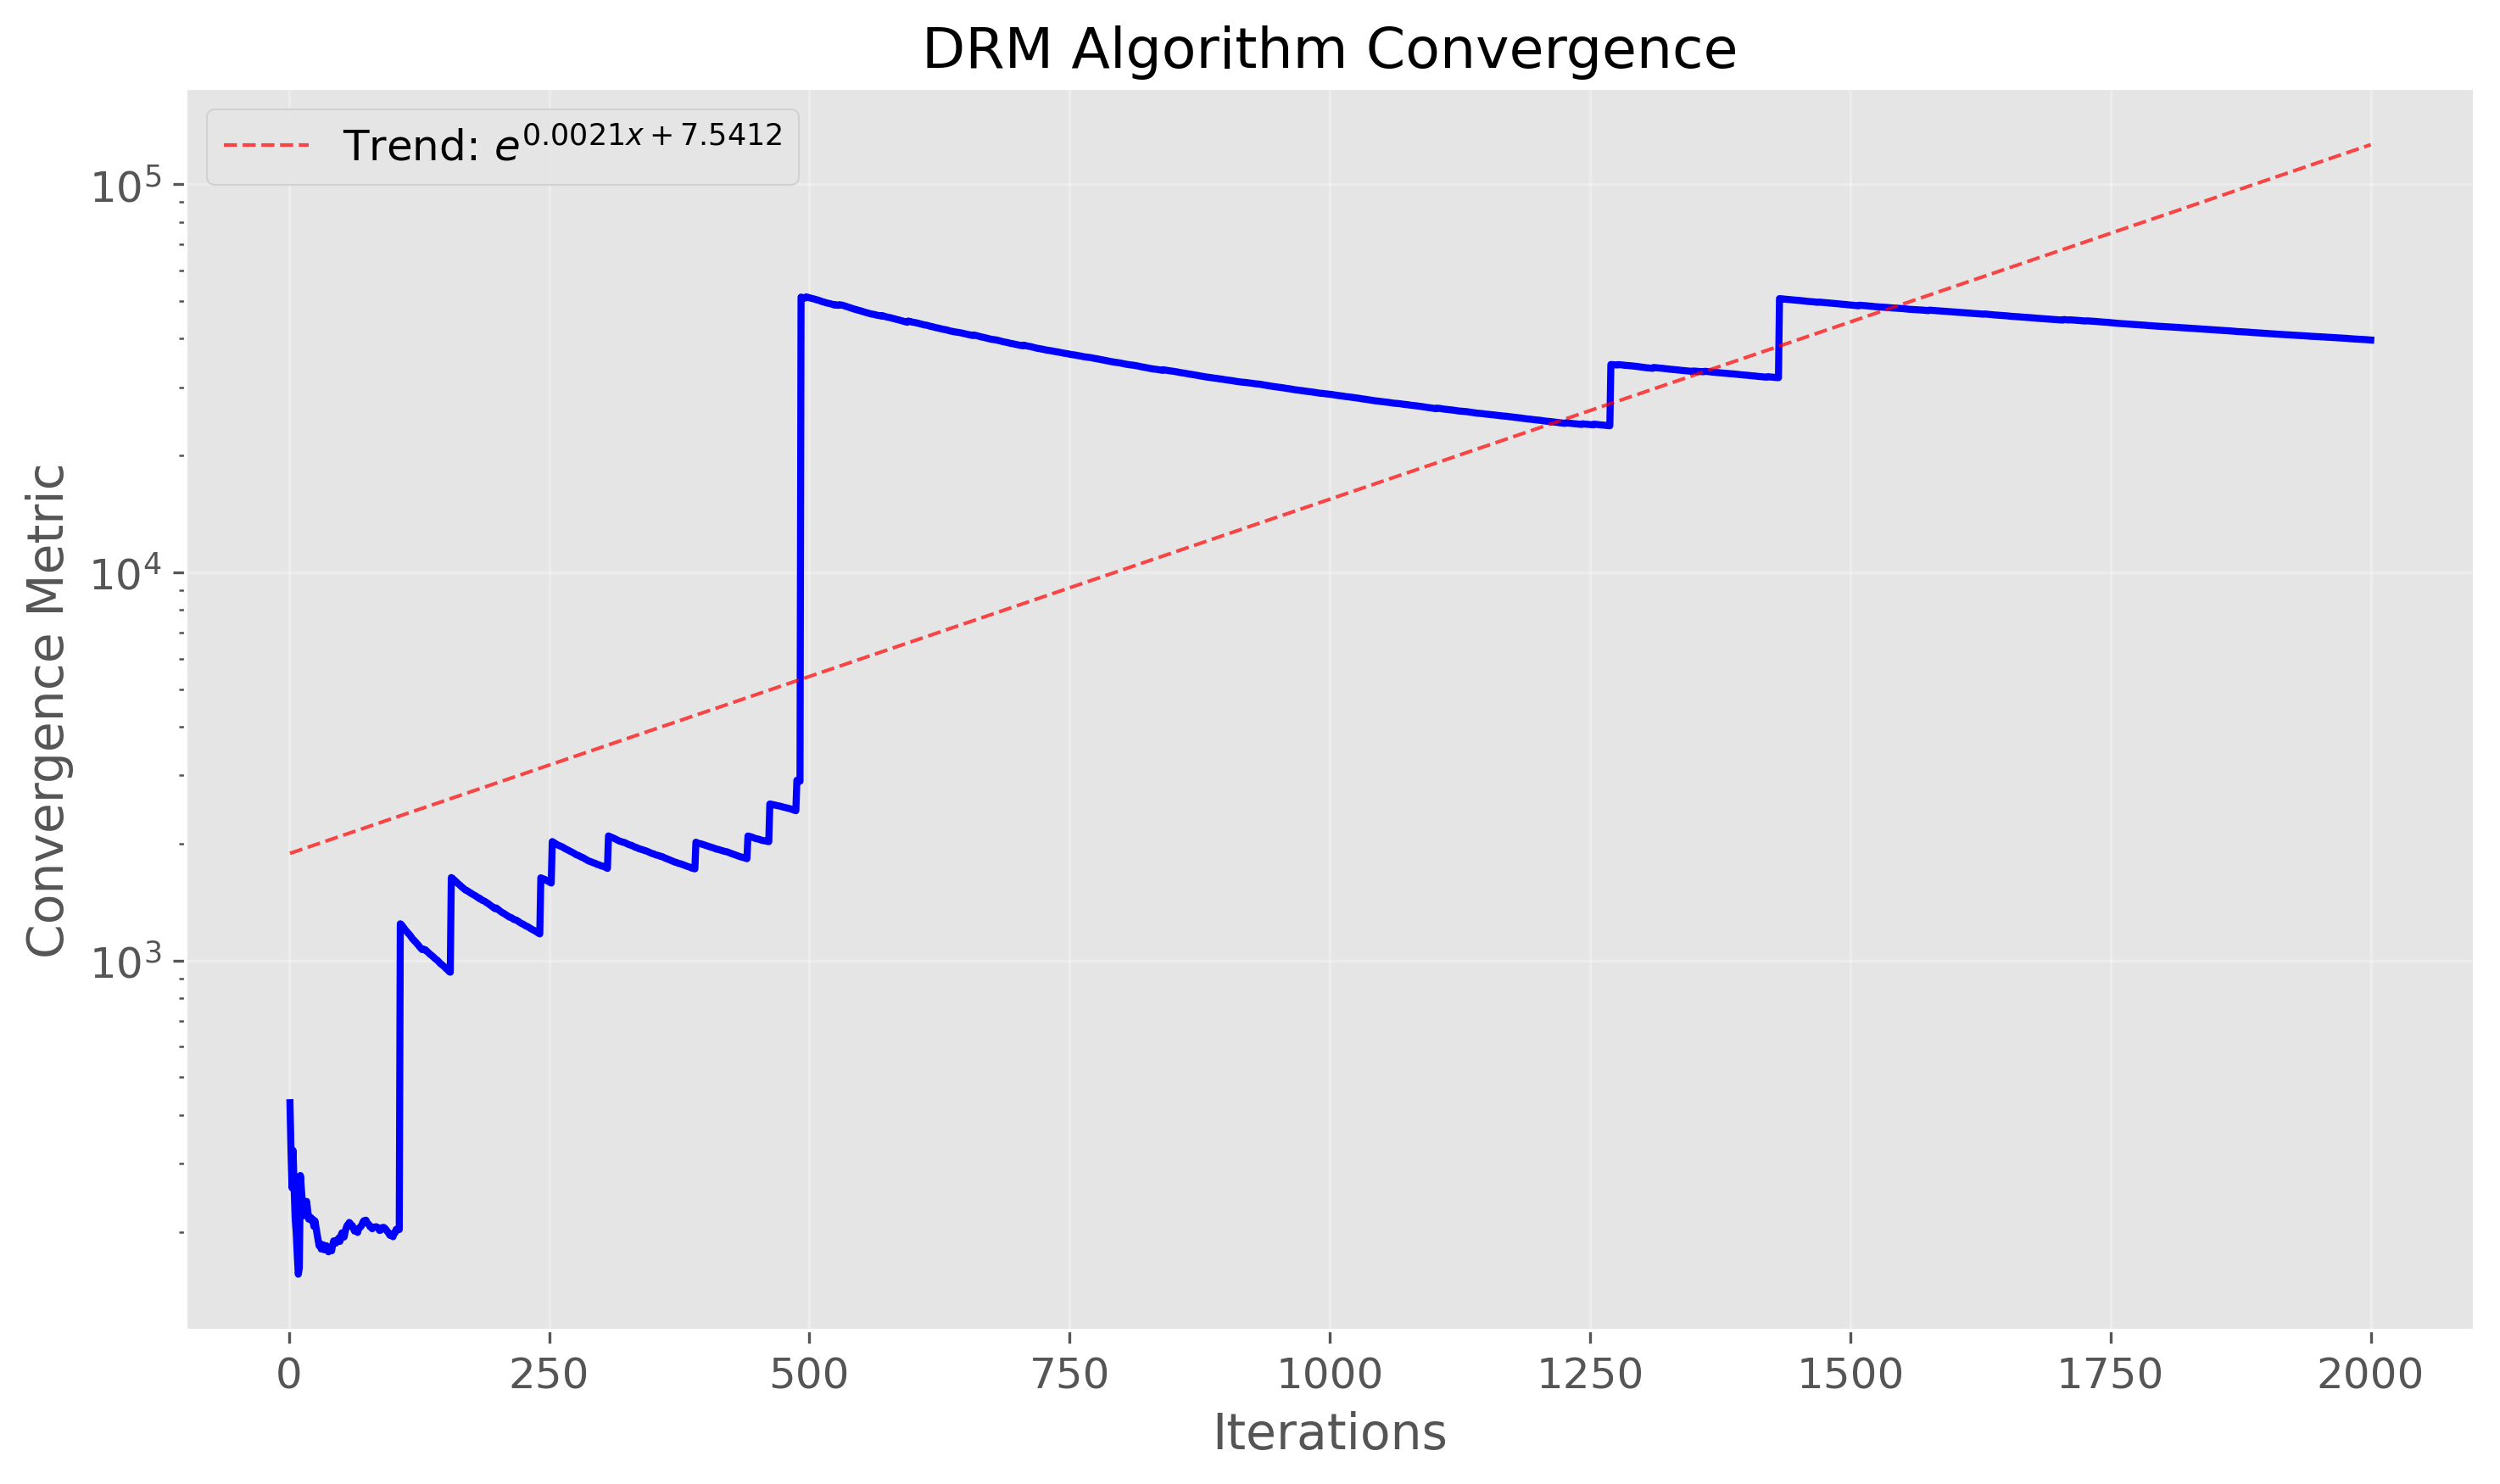 DRM Algorithm Convergence
Trend: e^{0.0021x + 7.5412}
Convergence Metric
10^5
10^4
10^3
0 250 500 750 1000 1250 1500 1750 2000
Iterations